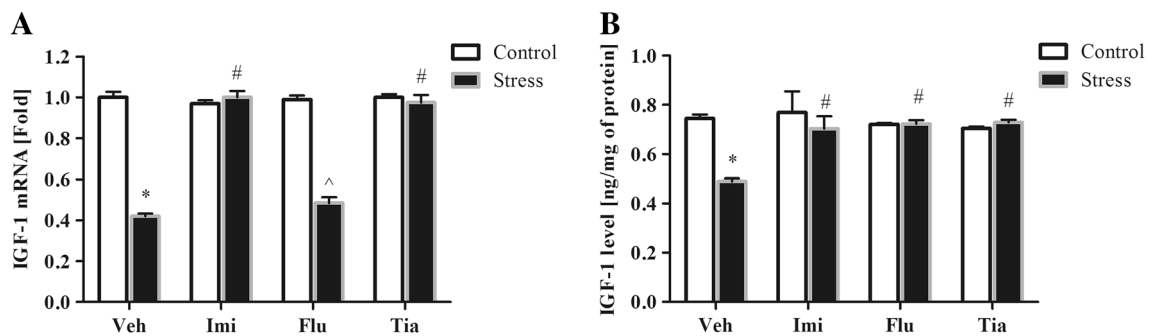 A
IGF-1 mRNA [Fold]
1.2
1.0
0.8
0.6
0.4
0.2
0.0
*
#
^
#
Veh Imi Flu Tia
Control
Stress
B
IGF-1 level [ng/mg of protein]
1.0
0.8
0.6
0.4
0.2
0.0
*
#
#
#
Veh Imi Flu Tia
Control
Stress